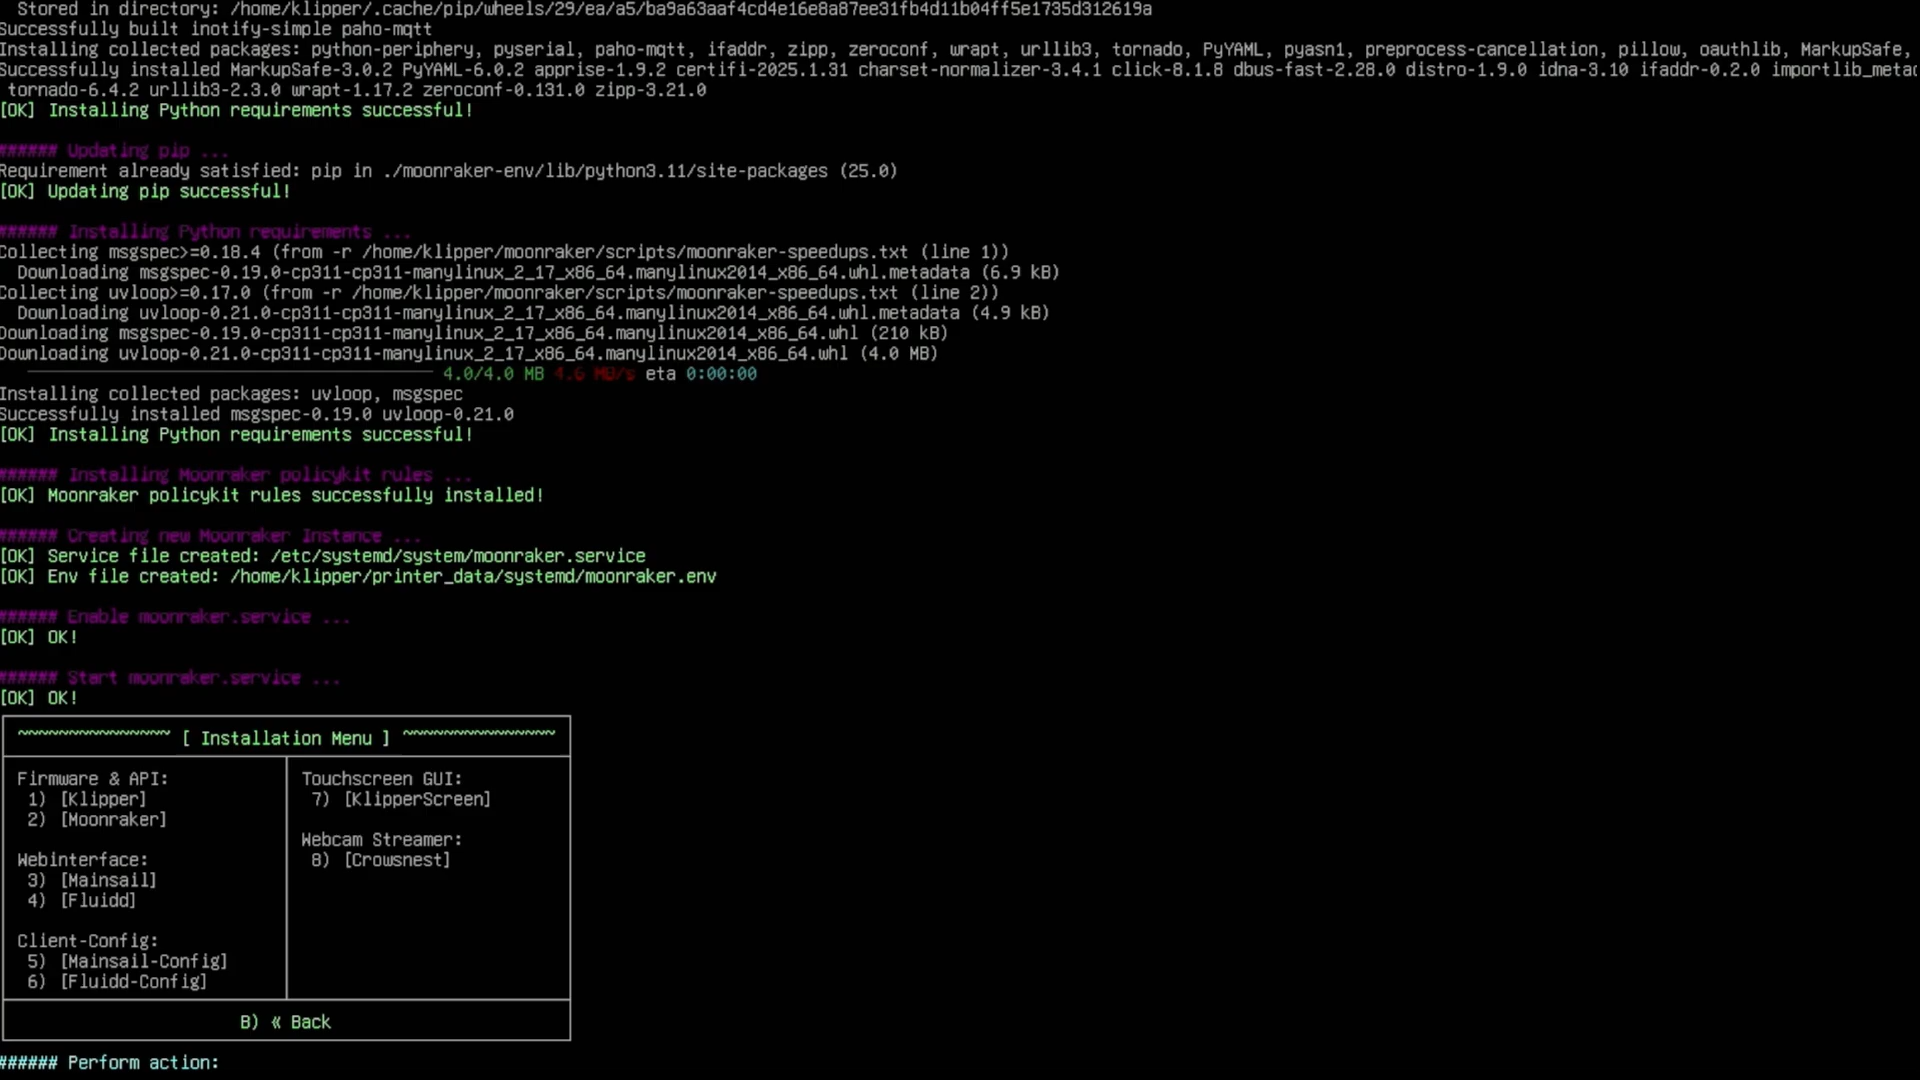 Stored in directory: /home/klipper/.cache/pip/wheels/29/ea/a5/ba9a63aaf4cd4e16e8a87ee31fb4d11b04ff5e1735d312619a
Successfully built inotify-simple paho-mqtt
Installing collected packages: python-periphery, pyserial, paho-mqtt, ifaddr, zipp, zeroconf, wrapt, urllib3, tornado, PyYAML, pyasn1, preprocess-cancellation, pillow, oauthlib, MarkupSafe,
Successfully installed MarkupSafe-3.0.2 PyYAML-6.0.2 apprise-1.9.2 certifi-2025.1.31 charset-normalizer-3.4.1 click-8.1.8 dbus-fast-2.28.0 distro-1.9.0 idna-3.10 ifaddr-0.2.0 importlib_metad
tornado-6.4.2 urllib3-2.3.0 wrapt-1.17.2 zeroconf-0.131.0 zipp-3.21.0
[OK] Installing Python requirements successful!
###### Updating pip ...
Requirement already satisfied: pip in ./moonraker-env/lib/python3.11/site-packages (25.0)
[OK] Updating pip successful!
###### Installing Python requirements ...
Collecting msgspec>=0.18.4 (from -r /home/klipper/moonraker/scripts/moonraker-speedups.txt (line 1))
Downloading msgspec-0.19.0-cp311-cp311-manylinux_2_17_x86_64.manylinux2014_x86_64.whl.metadata (6.9 kB)
Collecting uvloop>=0.17.0 (from -r /home/klipper/moonraker/scripts/moonraker-speedups.txt (line 2))
Downloading uvloop-0.21.0-cp311-cp311-manylinux_2_17_x86_64.manylinux2014_x86_64.whl.metadata (4.9 kB)
Downloading msgspec-0.19.0-cp311-cp311-manylinux_2_17_x86_64.manylinux2014_x86_64.whl (210 kB)
Downloading uvloop-0.21.0-cp311-cp311-manylinux_2_17_x86_64.manylinux2014_x86_64.whl (4.0 MB)
4.0/4.0 MB 4.6 MB/s eta 0:00:00
Installing collected packages: uvloop, msgspec
Successfully installed msgspec-0.19.0 uvloop-0.21.0
[OK] Installing Python requirements successful!
###### Installing Moonraker policykit rules ...
[OK] Moonraker policykit rules successfully installed!
###### Creating new Moonraker Instance ...
[OK] Service file created: /etc/systemd/system/moonraker.service
[OK] Env file created: /home/klipper/printer_data/systemd/moonraker.env
###### Enable moonraker.service ...
[OK] OK!
###### Start moonraker.service ...
[OK] OK!
~~~~~~~~~~~~~~~ [ Installation Menu ] ~~~~~~~~~~~~~~~
Firmware & API:
1) [Klipper]
2) [Moonraker]
Webinterface:
3) [Mainsail]
4) [Fluidd]
Client-Config:
5) [Mainsail-Config]
6) [Fluidd-Config]
Touchscreen GUI:
7) [KlipperScreen]
Webcam Streamer:
8) [Crowsnest]
B) « Back
###### Perform action: